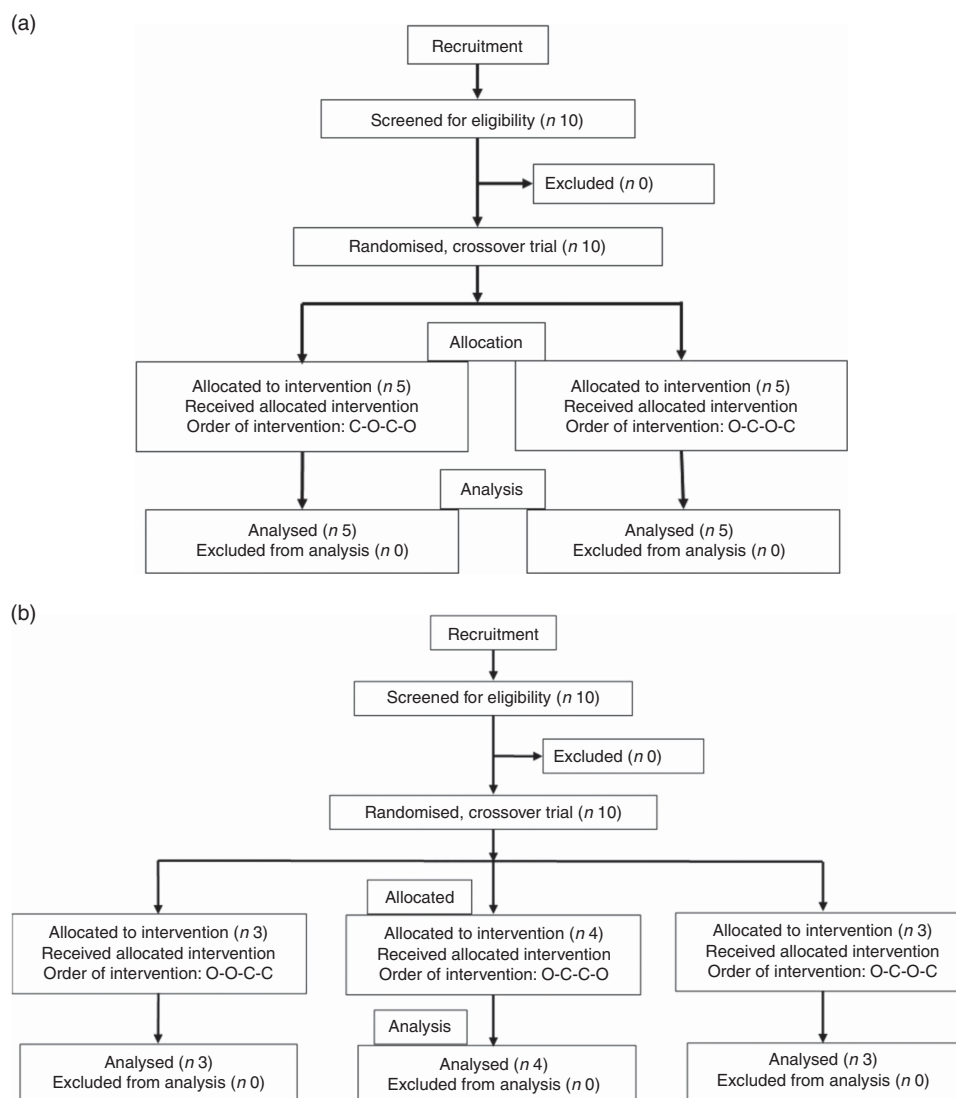 (a)
Recruitment
Screened for eligibility (n 10)
Excluded (n 0)
Randomised, crossover trial (n 10)
Allocation
Allocated to intervention (n 5)
Received allocated intervention
Order of intervention: C-O-C-O
Allocated to intervention (n 5)
Received allocated intervention
Order of intervention: O-C-O-C
Analysis
Analysed (n 5)
Excluded from analysis (n 0)
Analysed (n 5)
Excluded from analysis (n 0)
(b)
Recruitment
Screened for eligibility (n 10)
Excluded (n 0)
Randomised, crossover trial (n 10)
Allocated
Allocated to intervention (n 3)
Received allocated intervention
Order of intervention: O-O-C-C
Allocated to intervention (n 4)
Received allocated intervention
Order of intervention: O-C-C-O
Allocated to intervention (n 3)
Received allocated intervention
Order of intervention: O-C-O-C
Analysis
Analysed (n 3)
Excluded from analysis (n 0)
Analysed (n 4)
Excluded from analysis (n 0)
Analysed (n 3)
Excluded from analysis (n 0)